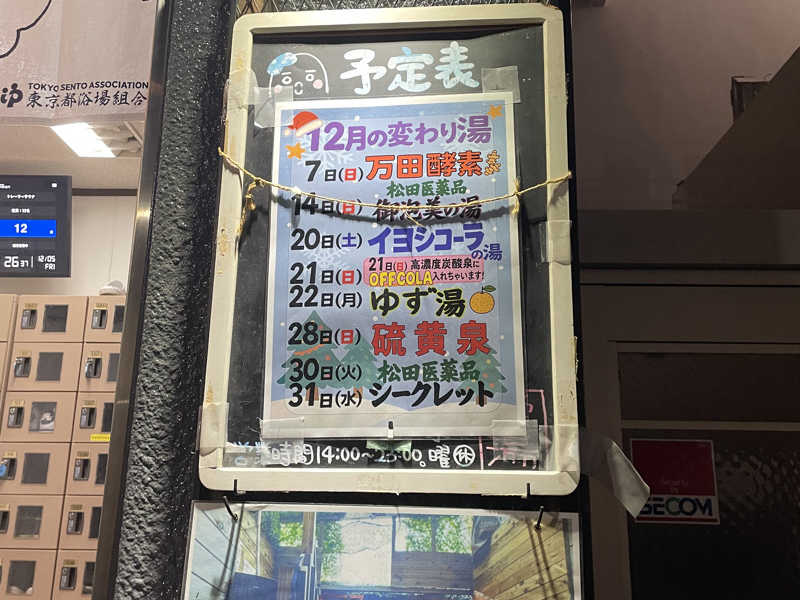 TOKYO SENTO ASSOCIATION
東京都浴場組合
予定表
12月の変わり湯
7日(日) 万田酵素
松田医薬品
14日(日) 御泡美の湯
20日(土) イヨシコーラの湯
21日(日) 21日(日)高濃度炭酸泉に
OFF COLA入れちゃいます!
22日(月) ゆず湯
28日(日) 硫黄泉
30日(火) 松田医薬品
31日(水) シークレット
営業時間14:00~23:00。曜休
12
12/05
FRI
SECOM